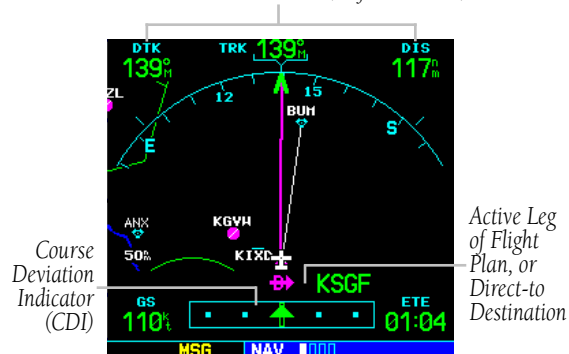 DTK TRK 139°M DIS
139°M 117nm
ZL 12 15
BUM
E S
ANX KGYW
50nm KIXD
KSGF
GS ETE
110kt 01:04
MSG NAV
Course
Deviation
Indicator
(CDI)
Active Leg
of Flight
Plan, or
Direct-to
Destination